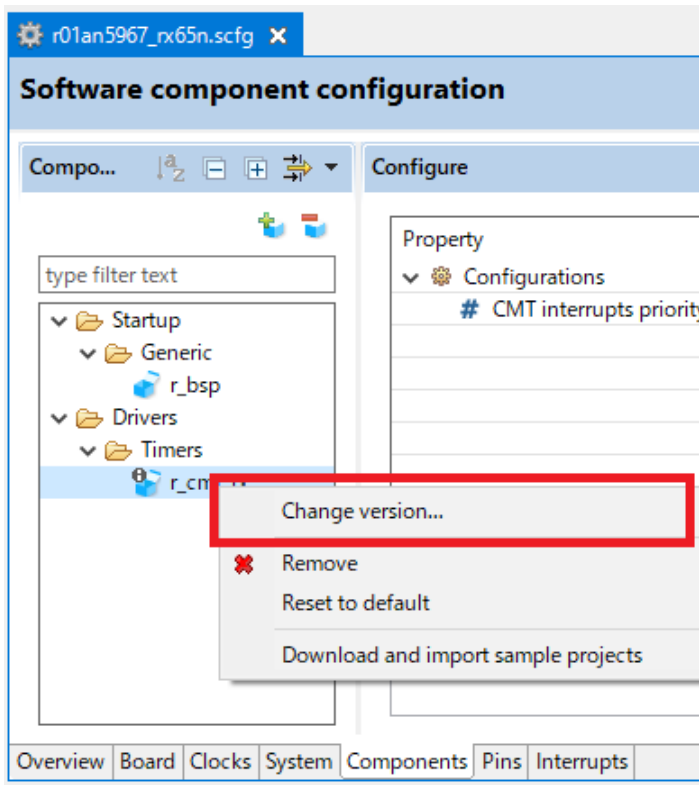 r01an5967_rx65n.scfg
Software component configuration
Compo...
Configure
type filter text
Property
Configurations
# CMT interrupts priority
Startup
Generic
r_bsp
Drivers
Timers
Change version...
Remove
Reset to default
Download and import sample projects
Overview Board Clocks System Components Pins Interrupts